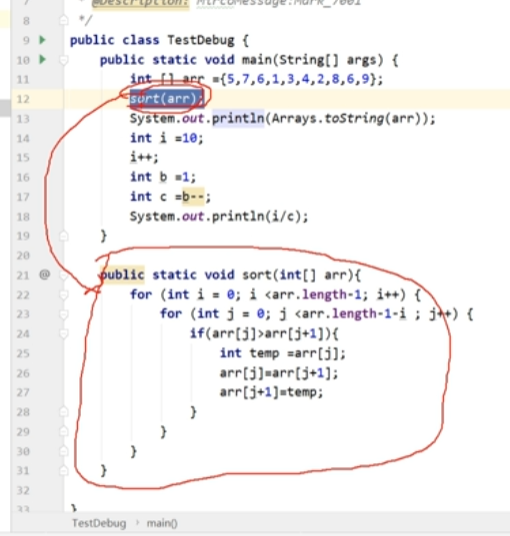 7 * @Description: MircoMessage:Mark_7001
8 */
9 public class TestDebug {
10 public static void main(String[] args) {
11 int [] arr ={5,7,6,1,3,4,2,8,6,9};
12 sort(arr);
13 System.out.println(Arrays.toString(arr));
14 int i =10;
15 i++;
16 int b =1;
17 int c =b--;
18 System.out.println(i/c);
19 }
20
21 @ public static void sort(int[] arr){
22 for (int i = 0; i <arr.length-1; i++) {
23 for (int j = 0; j <arr.length-1-i ; j++) {
24 if(arr[j]>arr[j+1]){
25 int temp =arr[j];
26 arr[j]=arr[j+1];
27 arr[j+1]=temp;
28 }
29 }
30 }
31 }
32
33 }
TestDebug › main()